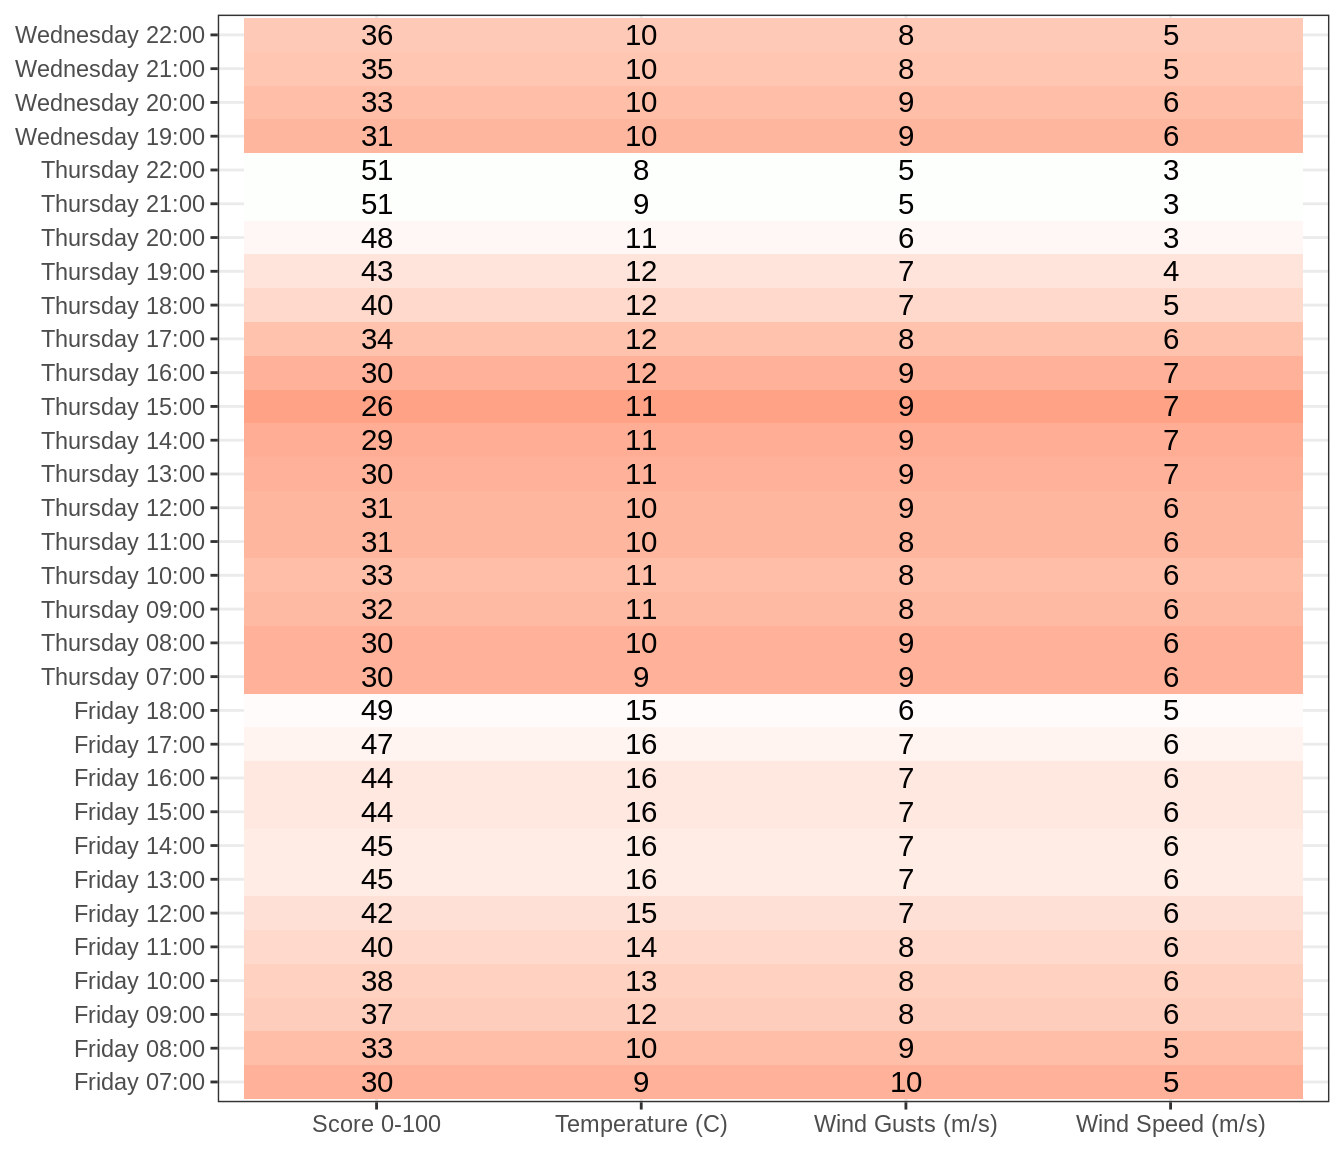 Wednesday 22:00 36 10 8 5
Wednesday 21:00 35 10 8 5
Wednesday 20:00 33 10 9 6
Wednesday 19:00 31 10 9 6
Thursday 22:00 51 8 5 3
Thursday 21:00 51 9 5 3
Thursday 20:00 48 11 6 3
Thursday 19:00 43 12 7 4
Thursday 18:00 40 12 7 5
Thursday 17:00 34 12 8 6
Thursday 16:00 30 12 9 7
Thursday 15:00 26 11 9 7
Thursday 14:00 29 11 9 7
Thursday 13:00 30 11 9 7
Thursday 12:00 31 10 9 6
Thursday 11:00 31 10 8 6
Thursday 10:00 33 11 8 6
Thursday 09:00 32 11 8 6
Thursday 08:00 30 10 9 6
Thursday 07:00 30 9 9 6
Friday 18:00 49 15 6 5
Friday 17:00 47 16 7 6
Friday 16:00 44 16 7 6
Friday 15:00 44 16 7 6
Friday 14:00 45 16 7 6
Friday 13:00 45 16 7 6
Friday 12:00 42 15 7 6
Friday 11:00 40 14 8 6
Friday 10:00 38 13 8 6
Friday 09:00 37 12 8 6
Friday 08:00 33 10 9 5
Friday 07:00 30 9 10 5
Score 0-100 Temperature (C) Wind Gusts (m/s) Wind Speed (m/s)